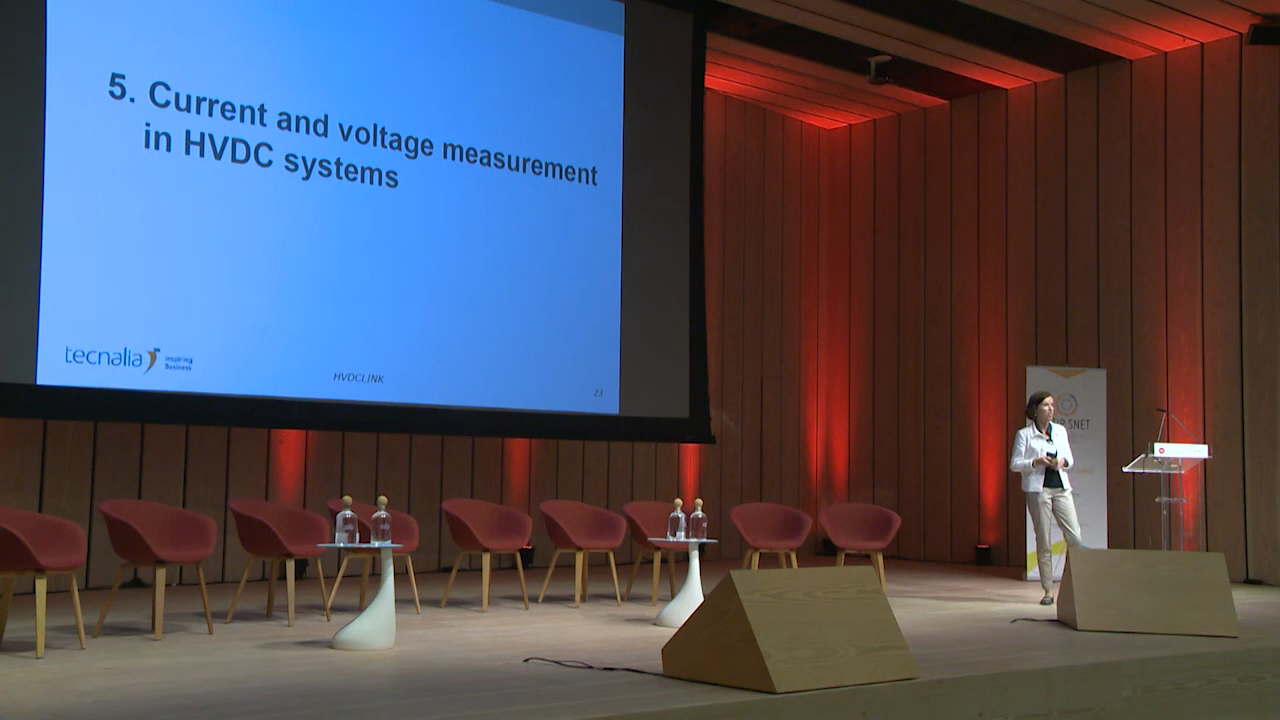 5. Current and voltage measurement
in HVDC systems
tecnalia
Inspiring
Business
HVDCLINK
23
SNET